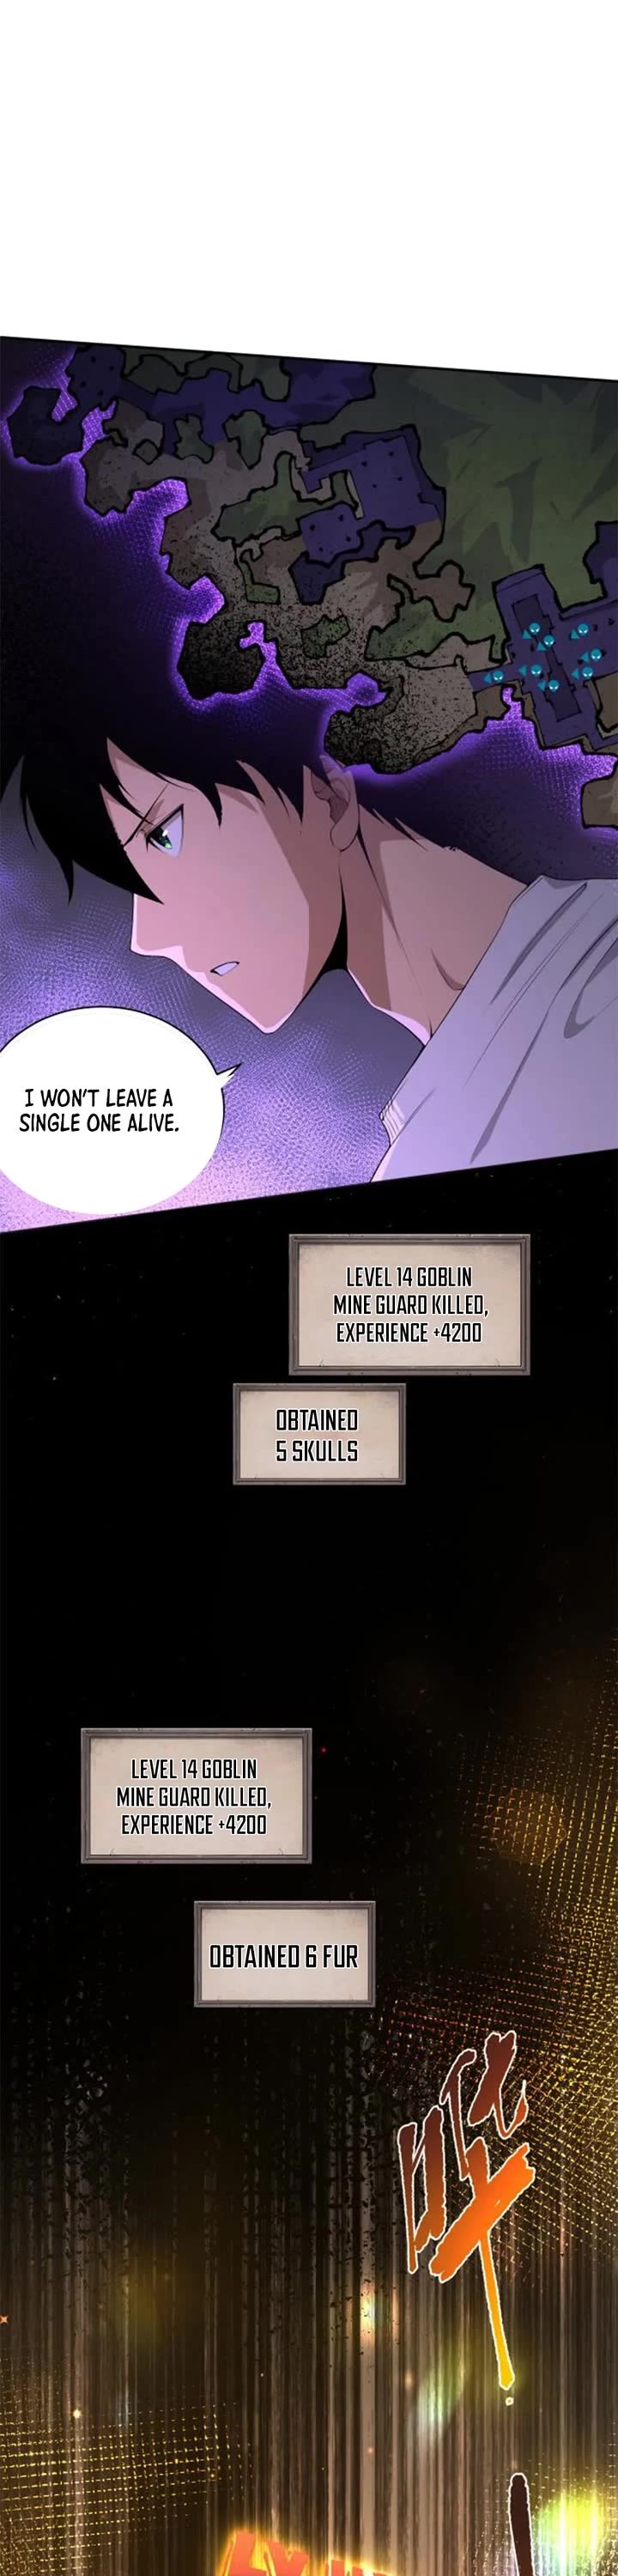 I WON'T LEAVE A
SINGLE ONE ALIVE.
LEVEL 14 GOBLIN
MINE GUARD KILLED,
EXPERIENCE +4200
OBTAINED
5 SKULLS
LEVEL 14 GOBLIN
MINE GUARD KILLED,
EXPERIENCE +4200
OBTAINED 6 FUR